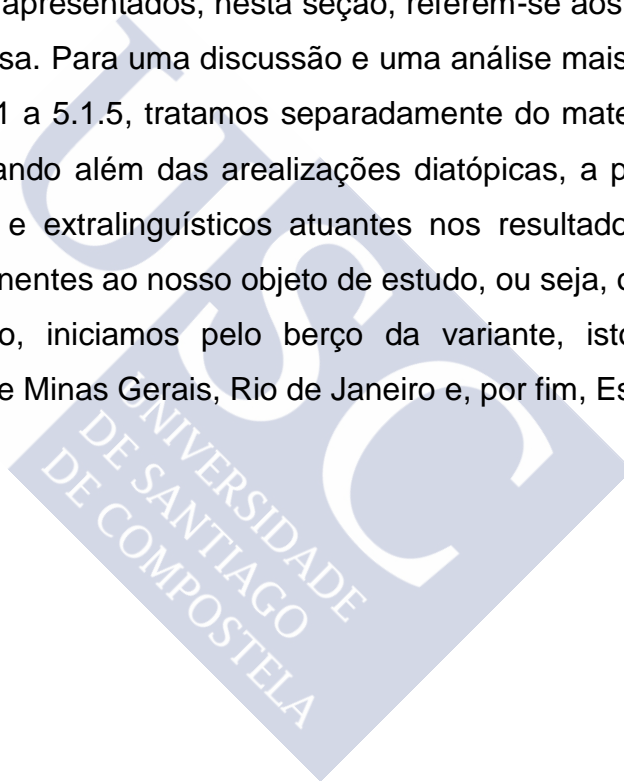 apresentados, nesta seção, referem-se aos
sa. Para uma discussão e uma análise mais
1 a 5.1.5, tratamos separadamente do mate
ando além das arealizações diatópicas, a p
e extralinguísticos atuantes nos resultado
nentes ao nosso objeto de estudo, ou seja, o
o, iniciamos pelo berço da variante, isto
e Minas Gerais, Rio de Janeiro e, por fim, Es
USC
UNIVERSIDADE
DE SANTIAGO
DE COMPOSTELA